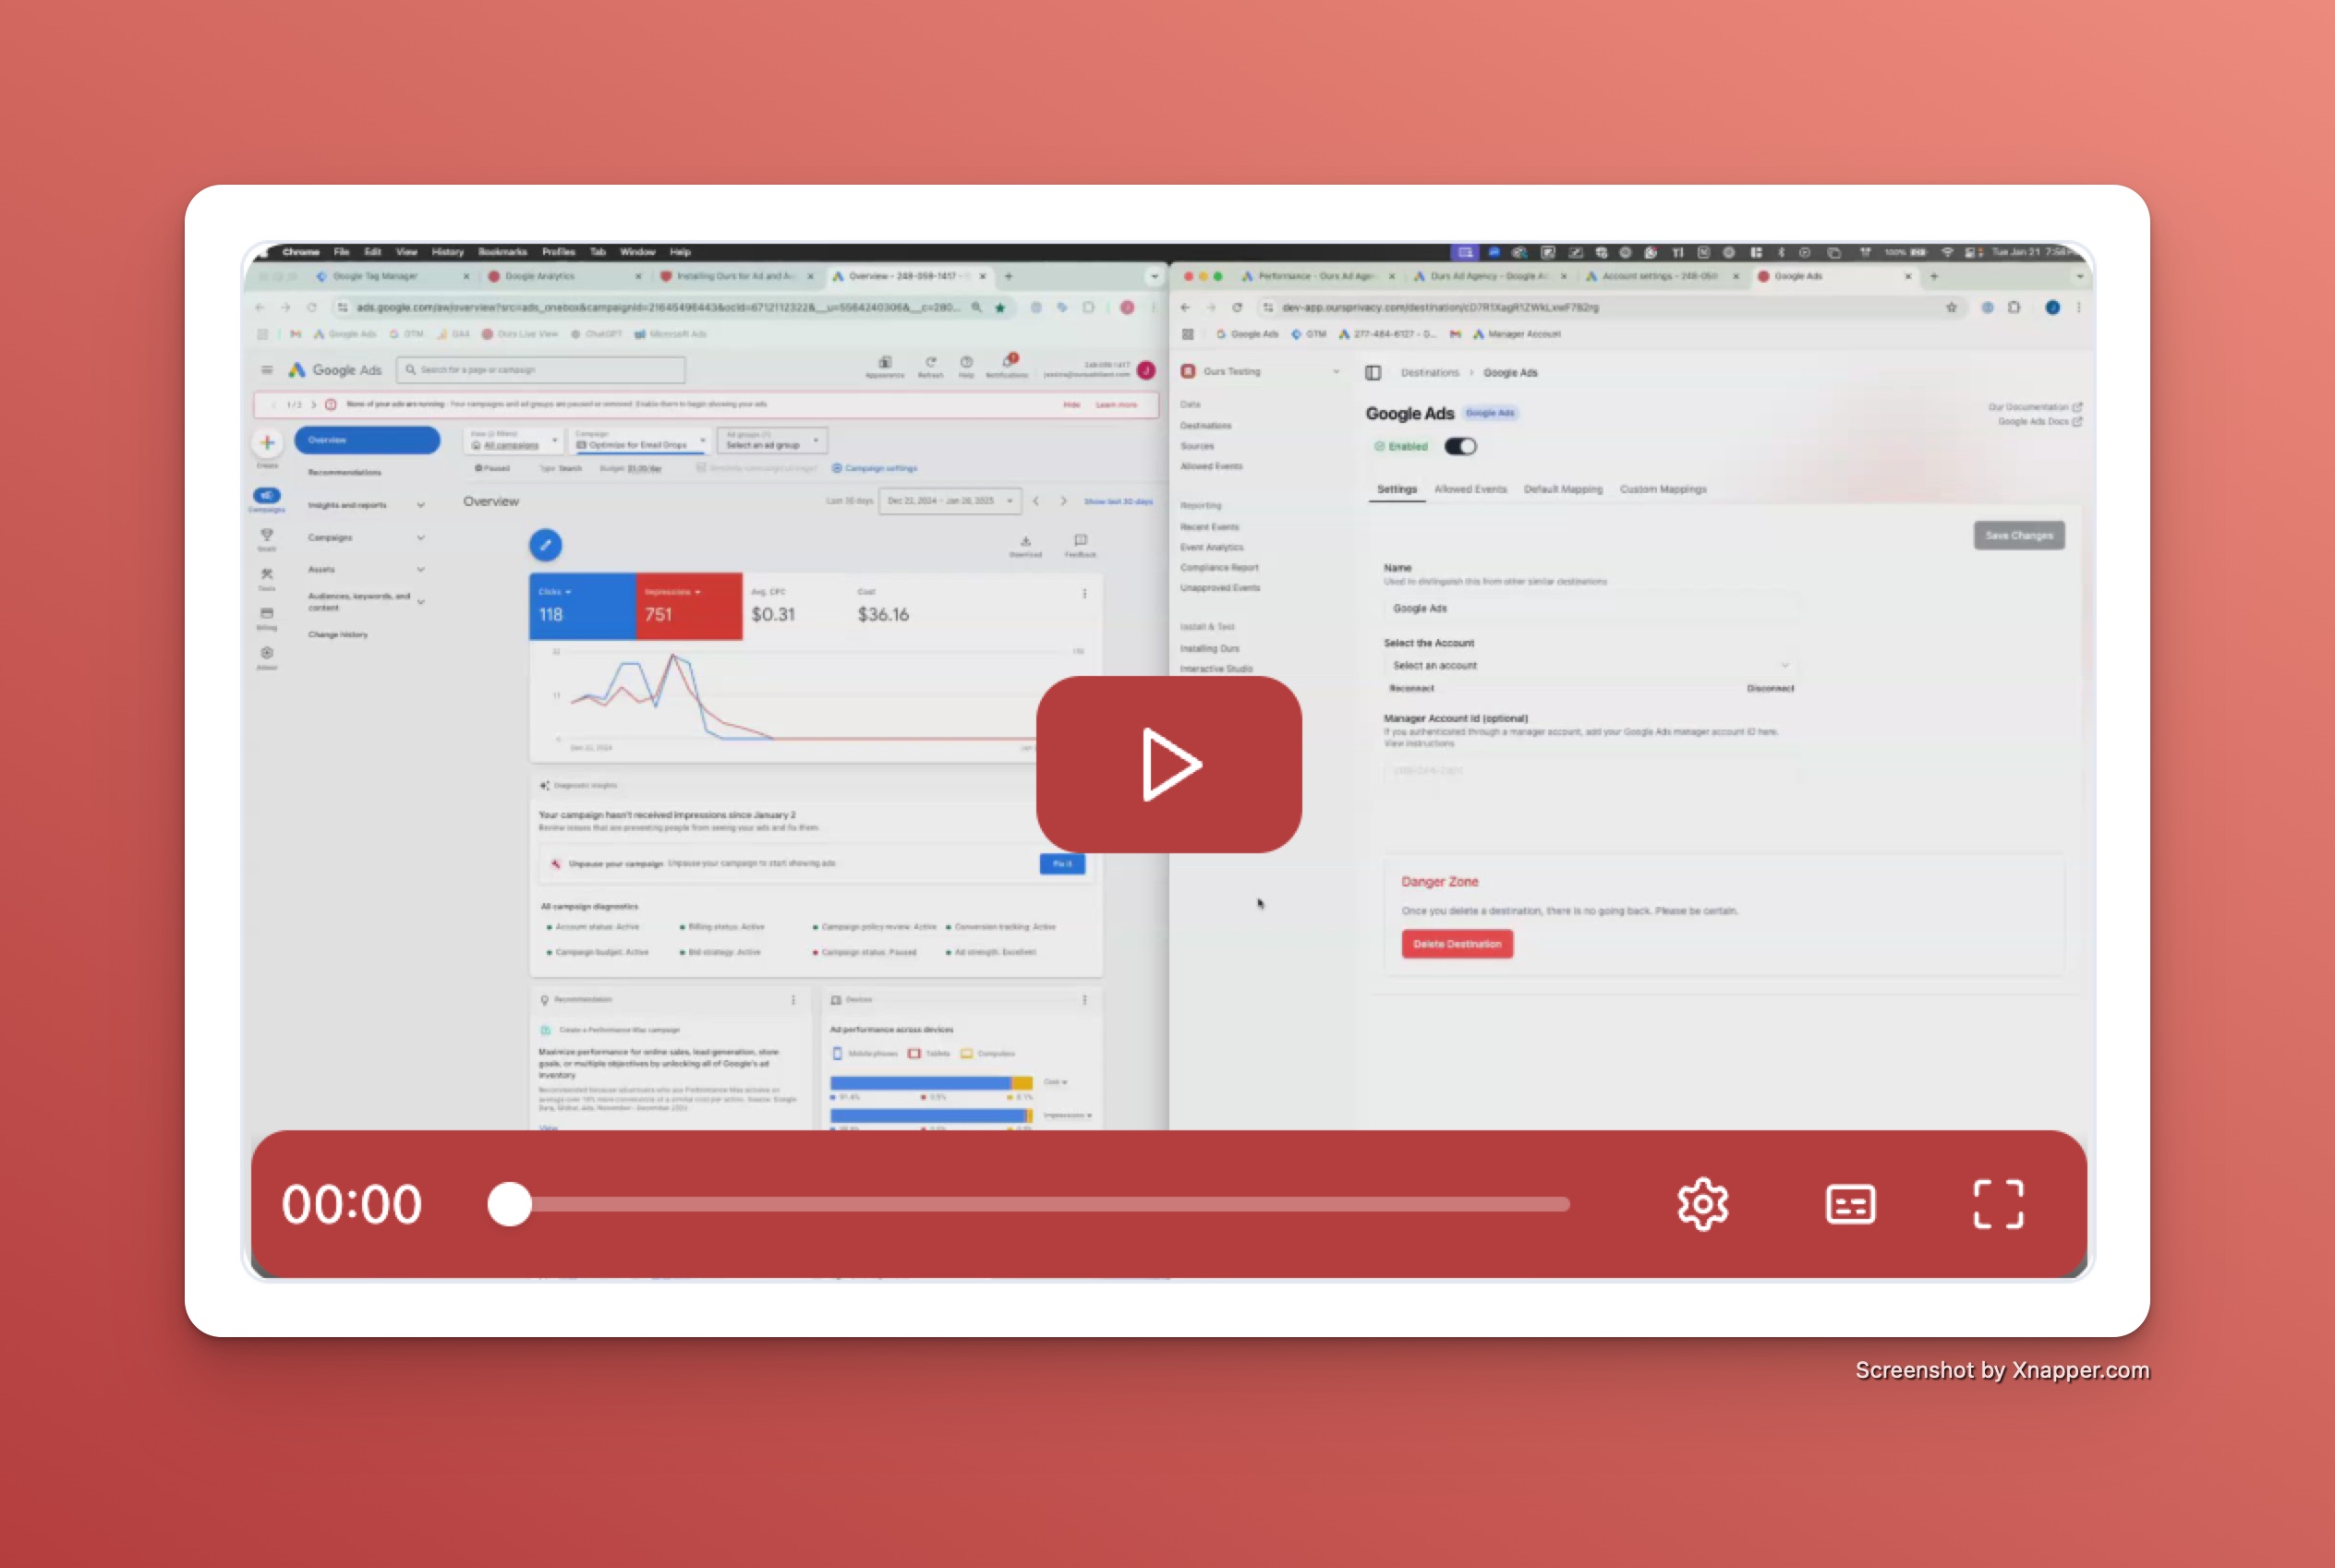 Chrome File Edit View History Bookmarks Profiles Tab Window Help
100%
Tue Jan 21
Google Tag Manager
Google Analytics
Installing Ours for Ad and
Overview - 248-059-1417 -
ads.google.com/aw/overview?
Google Ads
GTM
GA4
Ours Live View
ChatGPT
Microsoft Ads
Google Ads
Search for a page or campaign
Appearance
Refresh
Help
Notifications
248-059-1417
J
1/2
None of your ads are running - Your campaigns and ad groups are paused or removed. Enable them to begin showing your ads
Hide
Learn more
Create
Campaigns
Goals
Tools
Billing
Admin
Overview
Recommendations
Insights and reports
Campaigns
Assets
Audiences, keywords, and
content
Change history
All campaigns
Campaign
Optimize for Email Drops
Ad groups
Select an ad group
Paused
Type: Search
Budget:
Campaign settings
Overview
Last 30 days
Dec 22, 2024 – Jan 20, 2025
Show last 30 days
Download
Feedback
Clicks
118
Impressions
751
Avg. CPC
$0.31
Cost
$36.16
Dec 22, 2024
Diagnostic insights
Your campaign hasn't received impressions since January 2
Review issues that are preventing people from seeing your ads and fix them.
Unpause your campaign Unpause your campaign to start showing ads
Fix it
All campaign diagnostics
Account status: Active
Billing status: Active
Campaign policy review: Active
Conversion tracking: Active
Campaign budget: Active
Bid strategy: Active
Campaign status: Paused
Ad strength: Excellent
Recommendation
Create a Performance Max campaign
Maximize performance for online sales, lead generation, store
goals, or multiple objectives by unlocking all of Google's ad
inventory
View
Devices
Ad performance across devices
Mobile phones
Tablets
Computers
Cost
Impressions
Performance - Ours Ad Agen
Ours Ad Agency - Google A
Account settings - 248-059
Google Ads
dev-app.oursprivacy.com/destination/
Google Ads
GTM
277-484-6127 - G...
Manager Account
Ours Testing
Data
Destinations
Sources
Allowed Events
Reporting
Recent Events
Event Analytics
Compliance Report
Unapproved Events
Install & Test
Installing Ours
Interactive Studio
Destinations > Google Ads
Google Ads
Google Ads
Our Documentation
Google Ads Docs
Enabled
Settings
Allowed Events
Default Mapping
Custom Mappings
Save Changes
Name
Used to distinguish this from other similar destinations
Google Ads
Select the Account
Select an account
Reconnect
Disconnect
Manager Account Id (optional)
If you authenticated through a manager account, add your Google Ads manager account ID here.
View instructions
Danger Zone
Once you delete a destination, there is no going back. Please be certain.
Delete Destination
00:00
Screenshot by Xnapper.com